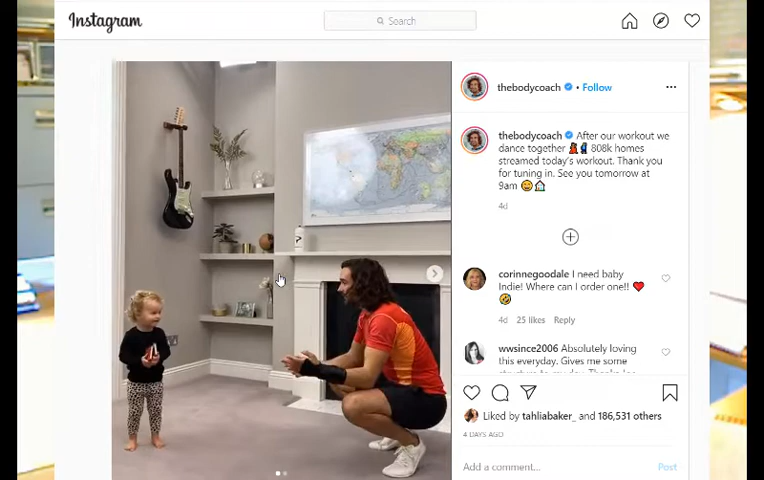 Instagram
Search
thebodycoach • Follow
thebodycoach After our workout we
dance together 808k homes
streamed today's workout. Thank you
for tuning in. See you tomorrow at
9am
4d
corinnegoodale I need baby
Indie! Where can I order one!!
4d 25 likes Reply
wwsince2006 Absolutely loving
this everyday. Gives me some
Liked by tahliabaker_ and 186,531 others
4 DAYS AGO
Add a comment... Post